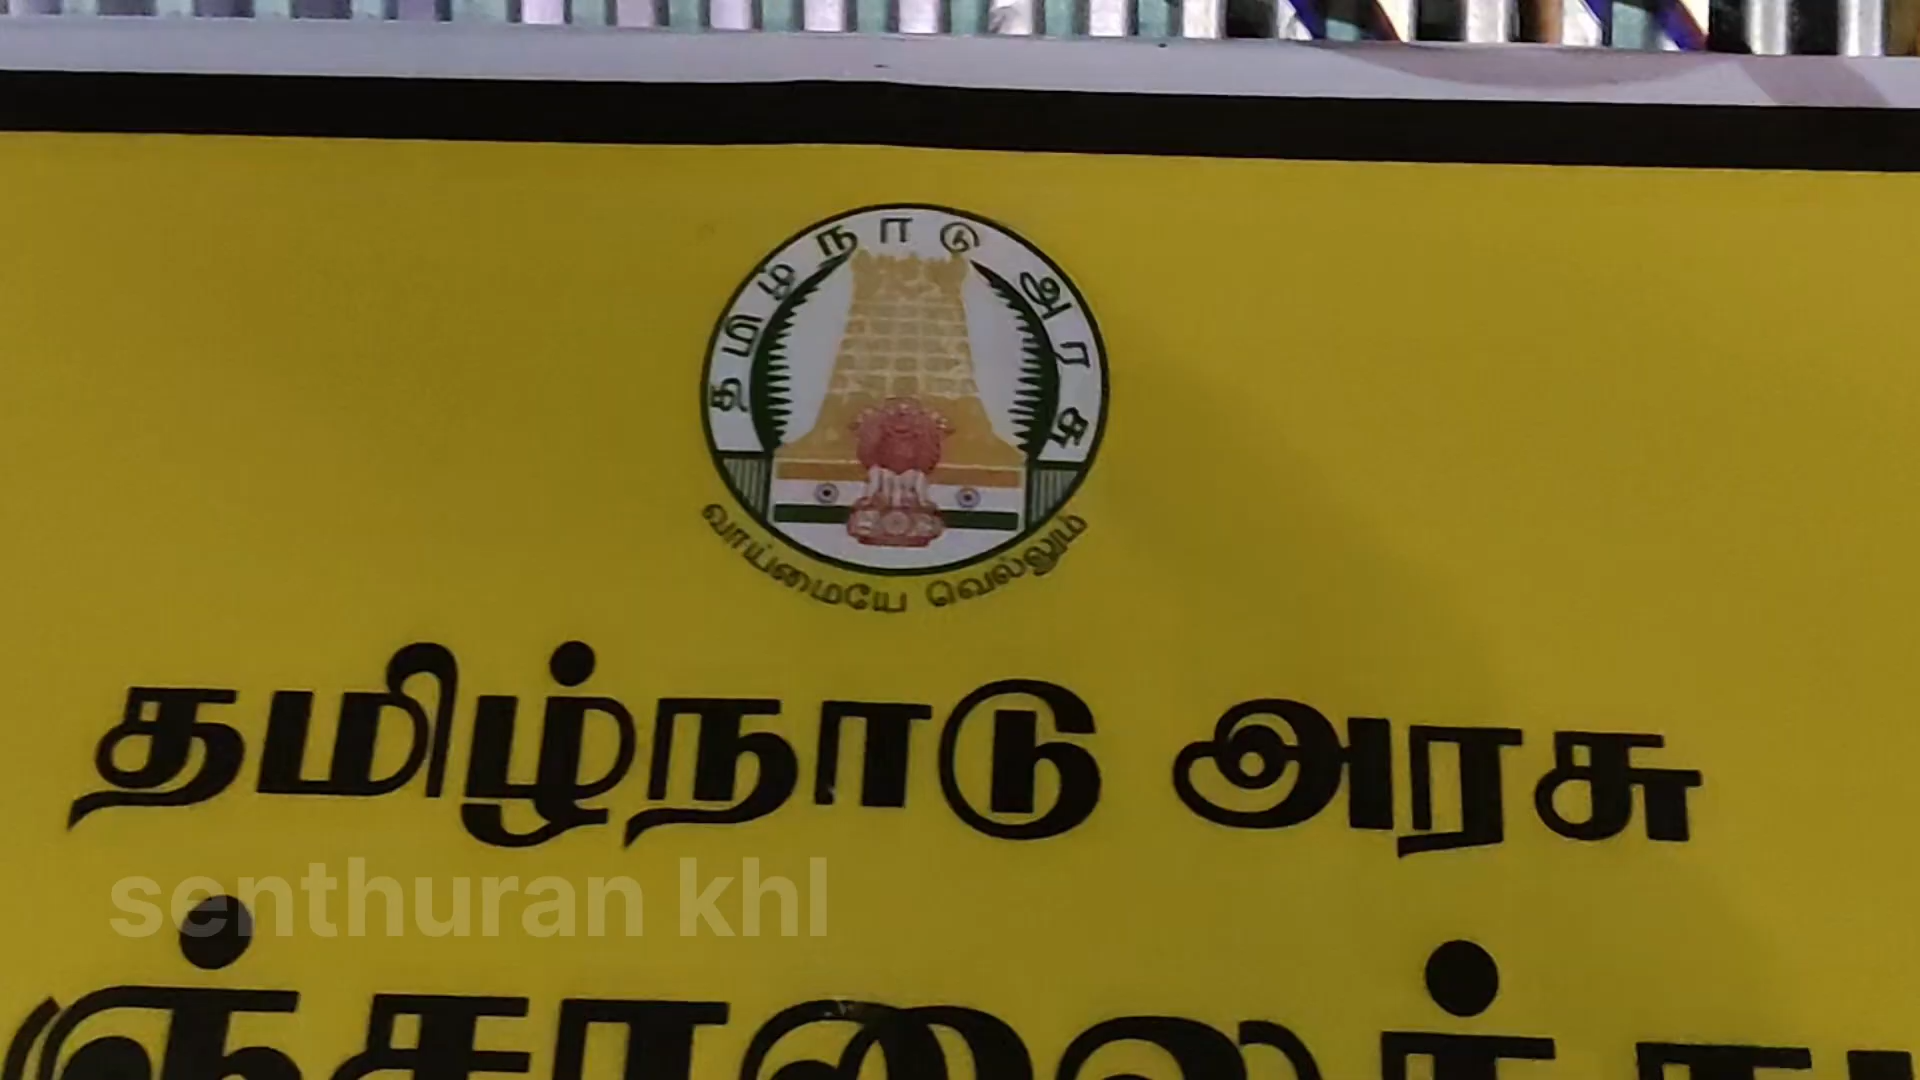 தமிழ்நாடு அரசு
வாய்மையே வெல்லும்
தமிழ்நாடு அரசு
senthuran khl